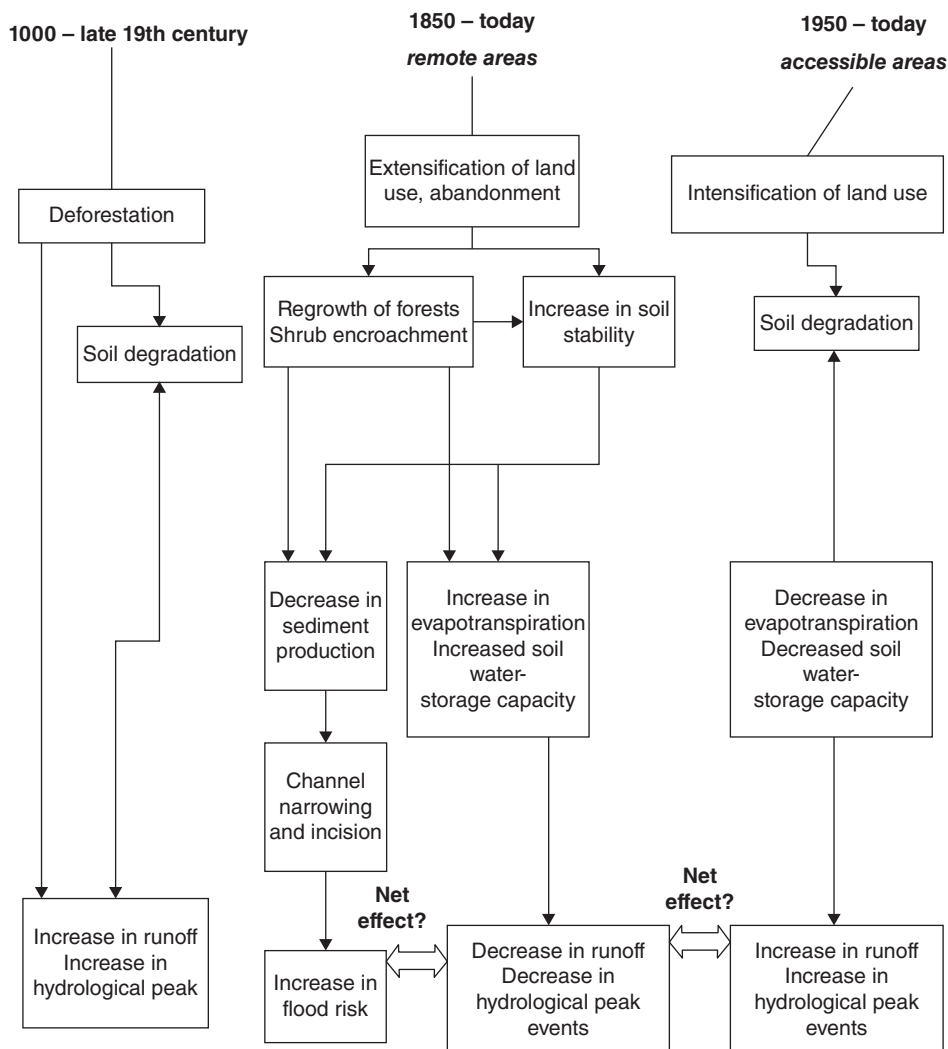 1000 – late 19th century
Deforestation
Soil degradation
Increase in runoff
Increase in
hydrological peak
1850 – today
remote areas
Extensification of land
use, abandonment
Regrowth of forests
Shrub encroachment
Increase in soil
stability
Decrease in
sediment
production
Increase in
evapotranspiration
Increased soil
water-
storage capacity
Channel
narrowing
and incision
Net
effect?
Increase in
flood risk
Decrease in runoff
Decrease in
hydrological peak
events
1950 – today
accessible areas
Intensification of land use
Soil degradation
Decrease in
evapotranspiration
Decreased soil
water-
storage capacity
Net
effect?
Increase in runoff
Increase in
hydrological peak
events